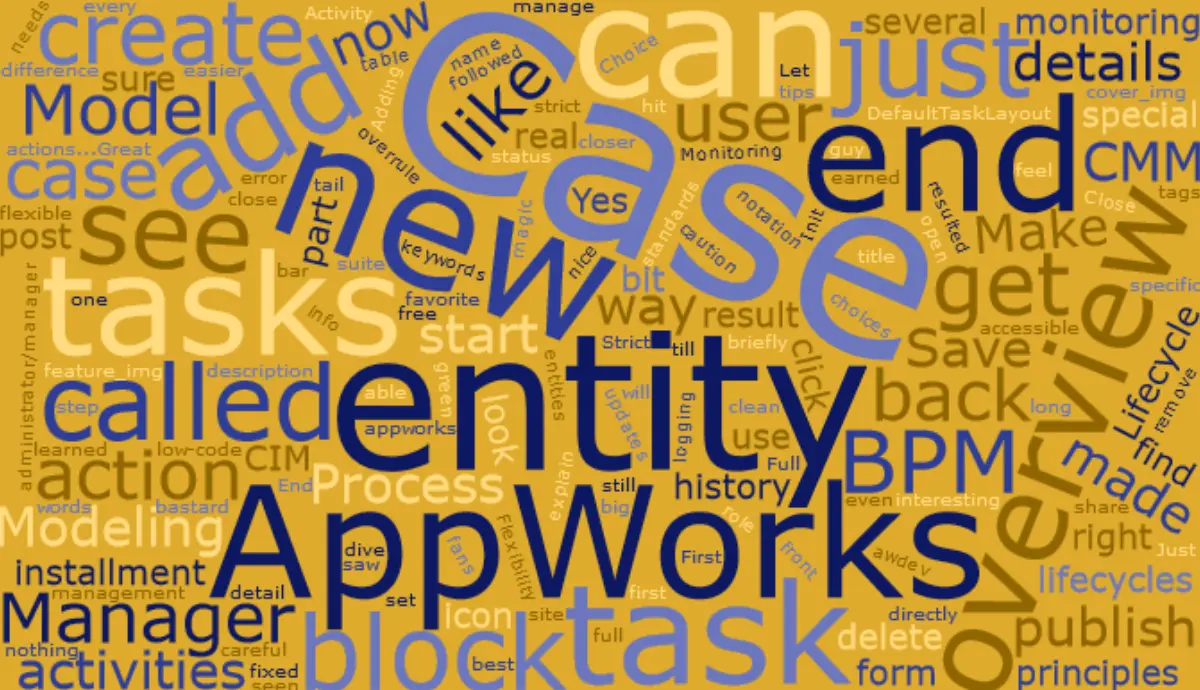 needs
every
Activity
manage
create
now
table
Case
name
followed
like
can
Choice
Let
tips
several
just
monitoring
details
difference
sure
easier
Model
add
Adding
strict
hit
real
closer
user
DefaultTaskLayout
cover_img
special
actions...Great
case
error
close
overrule
status
Monitoring
guy
end
earned
feel
CMM
tags
Close
flexible
post
see
tail
part
new
keywords
magic
nice
Yes
standards
notation
caution
Init
resulted
open
Make
title
choices
get
overview
specific
tasks
bar
suite
one
Info
favorite
free
bit
way
result
start
Strict
till
briefly
click
accessible
Save
Lifecycle
remove
administrator/manager
feature_img
description
called
step
able
green
appworks
entity
entities
look
will
updates
logging
clean
use
Full
back
long
find
made
learned
low-code
action
CIM
End
Process
explain
still
big
history
BPM
even
interesting
share
words
bastard
Modeling
AppWorks
dive
saw
fans
Flexibility
First
role
front
awdev
right
Just
installment
management
detail
set
first
lifecycles
Manager
icon
site
task
directly
publish
nothing
careful
activities
fixed
seen
block
best
full
delete
form
principles